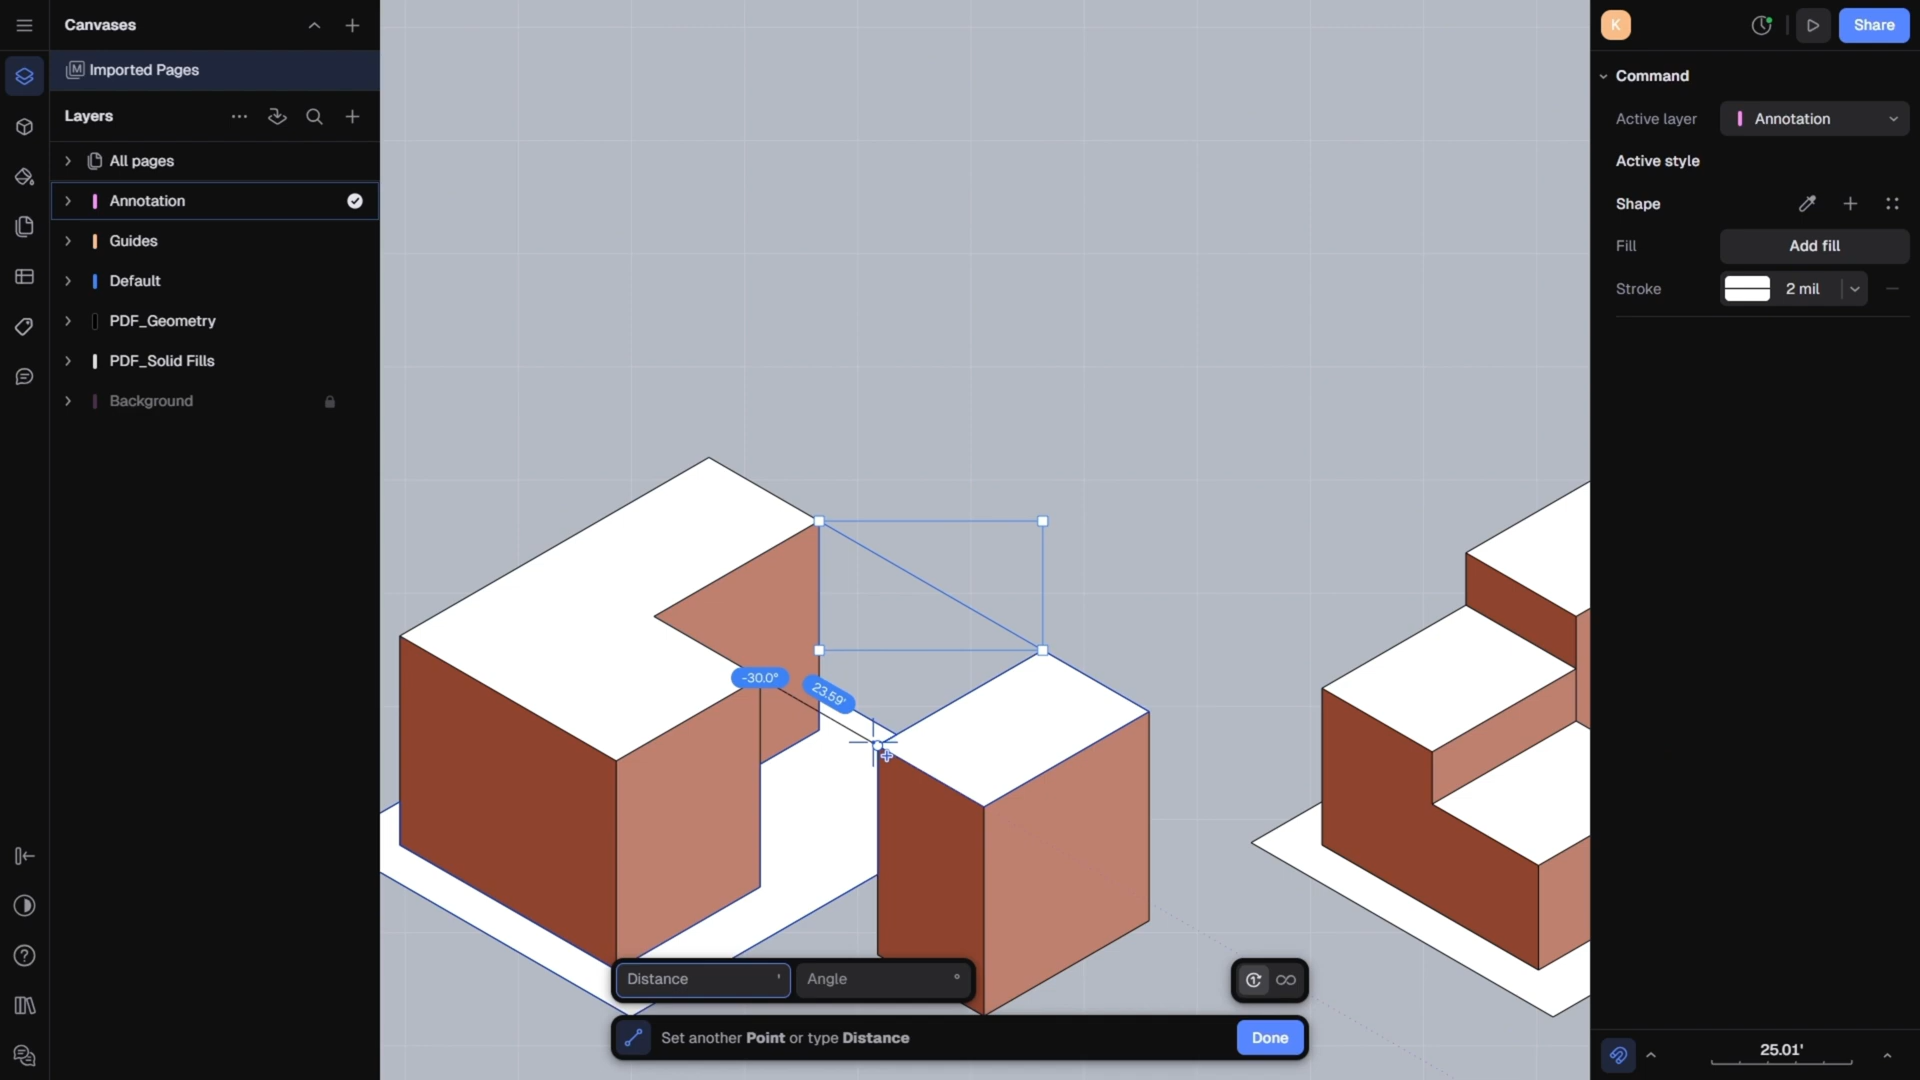 Canvases
Imported Pages
Layers
All pages
Annotation
Guides
Default
PDF_Geometry
PDF_Solid Fills
Background
-30.0°
23.59'
Distance '
Angle °
Set another Point or type Distance
Done
K
Share
Command
Active layer
Annotation
Active style
Shape
Fill
Add fill
Stroke
2 mil
25.01'